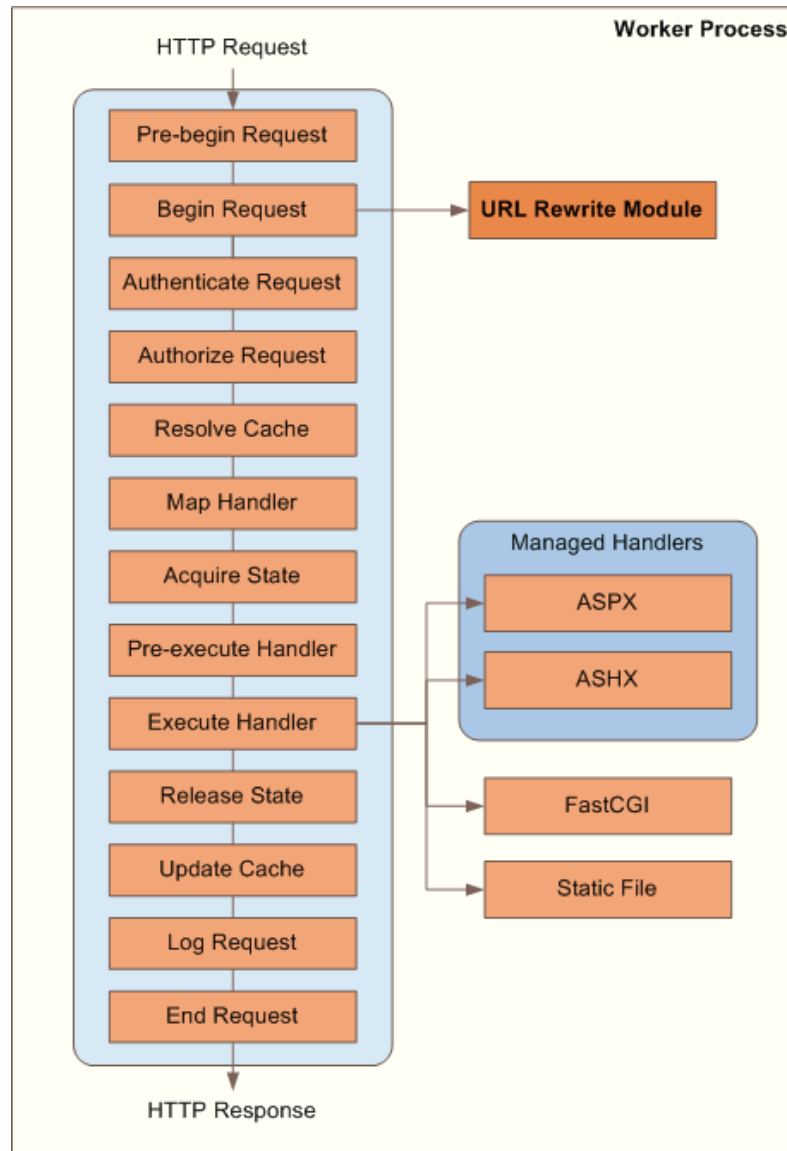 Worker Process
HTTP Request
Pre-begin Request
Begin Request
URL Rewrite Module
Authenticate Request
Authorize Request
Resolve Cache
Map Handler
Managed Handlers
Acquire State
ASPX
Pre-execute Handler
ASHX
Execute Handler
Release State
FastCGI
Update Cache
Static File
Log Request
End Request
HTTP Response